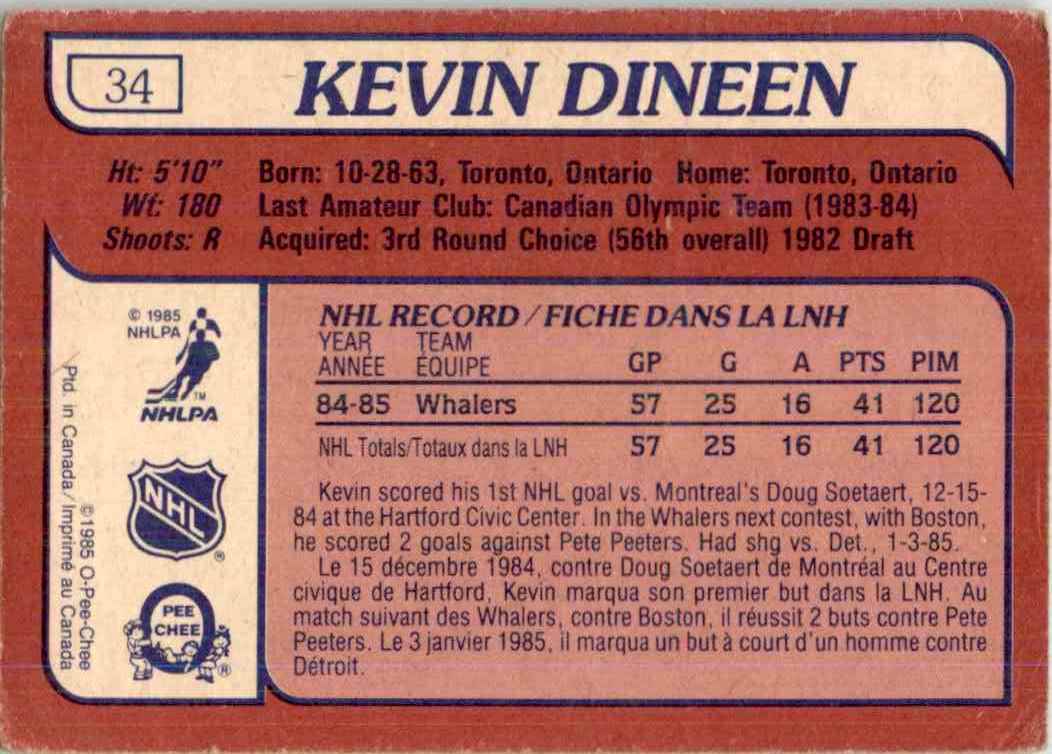 34
KEVIN DINEEN
Ht: 5'10" Born: 10-28-63, Toronto, Ontario Home: Toronto, Ontario
Wt: 180 Last Amateur Club: Canadian Olympic Team (1983-84)
Shoots: R Acquired: 3rd Round Choice (56th overall) 1982 Draft
© 1985
NHLPA
TM
NHLPA
NHL
®
PEE
CHEE
®
©1985 O-Pee-Chee
Ptd. in Canada/Imprimé au Canada
NHL RECORD/FICHE DANS LA LNH
YEAR TEAM
ANNÉE ÉQUIPE GP G A PTS PIM
84-85 Whalers 57 25 16 41 120
NHL Totals/Totaux dans la LNH 57 25 16 41 120
Kevin scored his 1st NHL goal vs. Montreal's Doug Soetaert, 12-15-
84 at the Hartford Civic Center. In the Whalers next contest, with Boston,
he scored 2 goals against Pete Peeters. Had shg vs. Det., 1-3-85.
Le 15 décembre 1984, contre Doug Soetaert de Montréal au Centre
civique de Hartford, Kevin marqua son premier but dans la LNH. Au
match suivant des Whalers, contre Boston, il réussit 2 buts contre Pete
Peeters. Le 3 janvier 1985, il marqua un but à court d'un homme contre
Détroit.